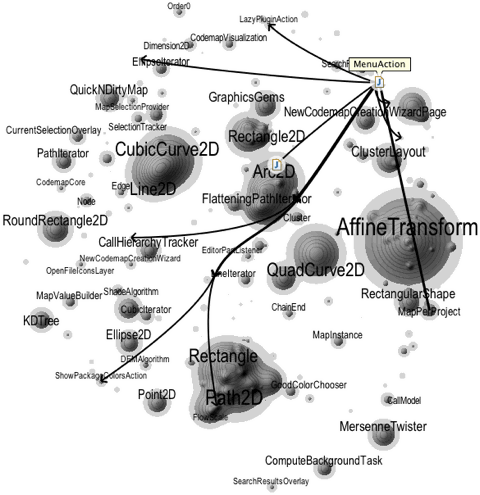 Order0
LazyPluginAction
CodemapVisualization
Dimension2D
EllipseIterator
MenuAction
QuickNDirtyMap
GraphicsGems
MapSelectionProvider
NewCodemapCreationWizardPage
SelectionTracker
CurrentSelectionOverlay
Rectangle2D
CubicCurve2D
ClusterLayout
PathIterator
Arc2D
CodemapCore
Edge
Line2D
Node
FlatteningPathIterator
RoundRectangle2D
Cluster
AffineTransform
CallHierarchyTracker
EditorPartListener
NewCodemapCreationWizard
OpenFileIconsLayer
LineIterator
QuadCurve2D
ShadeAlgorithm
MapValueBuilder
RectangularShape
CubicIterator
ChainEnd
MapPerProject
KDTree
Ellipse2D
MapInstance
Rectangle
DEMAlgorithm
ShowPackageColorsAction
GoodColorChooser
Point2D
Path2D
CallModel
MersenneTwister
ComputeBackgroundTask
SearchResultsOverlay